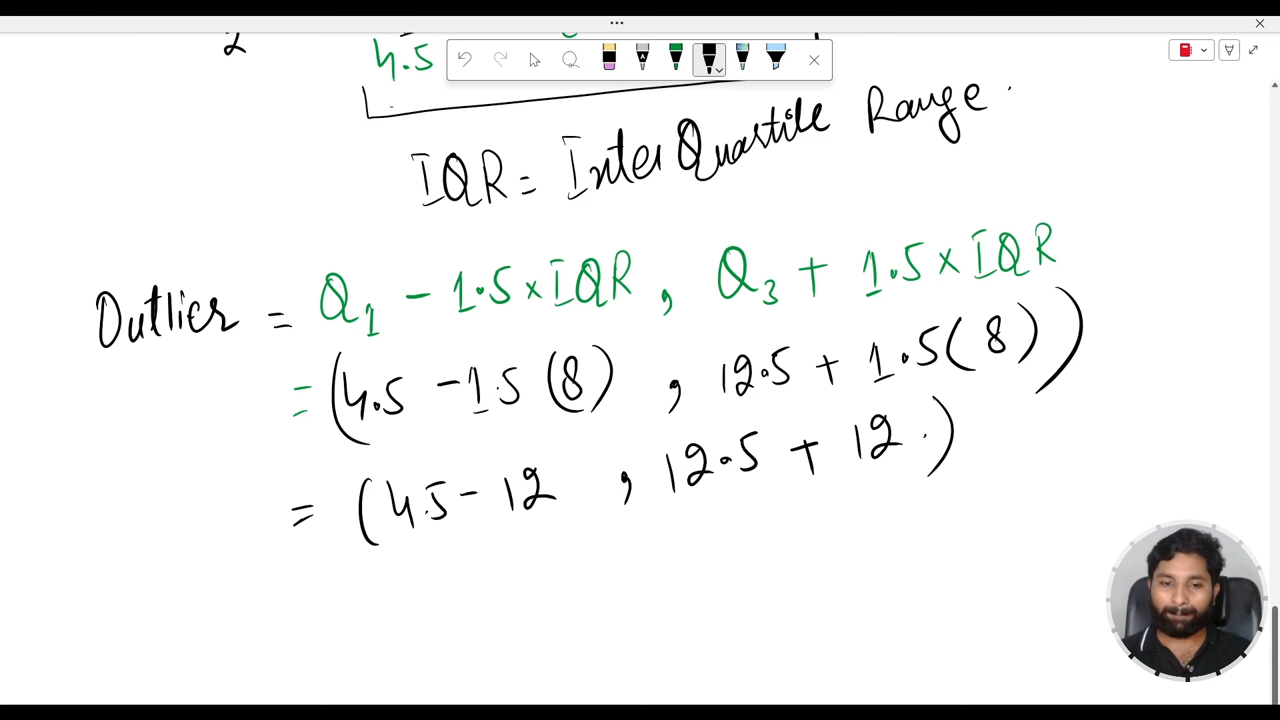 2
4.5
IQR = InterQuartile Range.
Outlier = Q₁ - 1.5 × IQR , Q₃ + 1.5 × IQR
= (4.5 - 1.5 (8) , 12.5 + 1.5 (8))
= (4.5 - 12 , 12.5 + 12.)